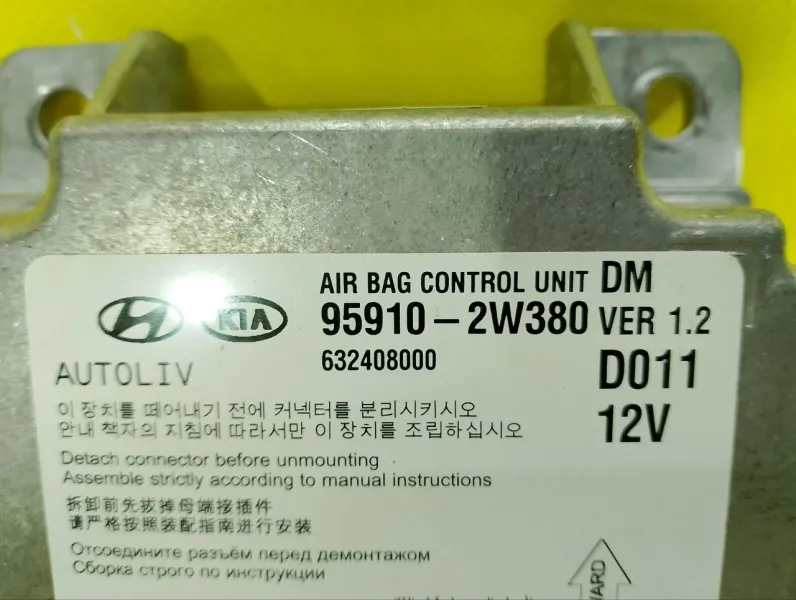 AIR BAG CONTROL UNIT DM
KIA
95910-2W380 VER 1.2
632408000
D011
AUTOLIV
12V
이 장치를 떼어내기 전에 커넥터를 분리시키시오
안내 책자의 지침에 따라서만 이 장치를 조립하십시오
Detach connector before unmounting
Assemble strictly according to manual instructions
拆卸前先拔掉母端接插件
请严格按照装配指南进行安装
Отсоедините разъём перед демонтажом
Сборка строго по инструкции